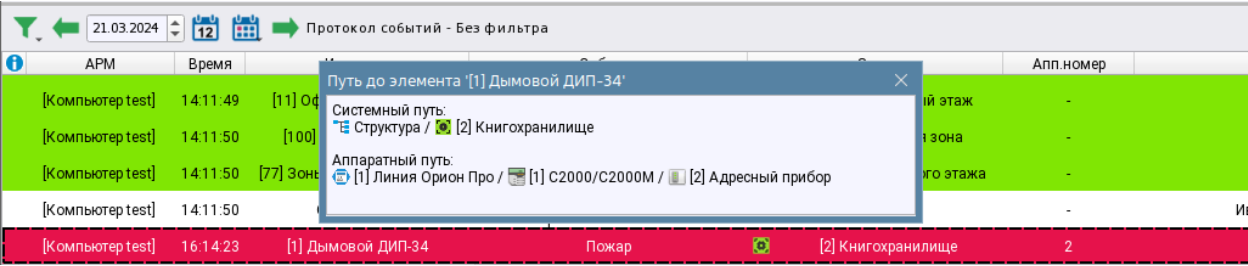 21.03.2024 12 Протокол событий - Без фильтра
АРМ Время Апп.номер
Путь до элемента '[1] Дымовой ДИП-34'
[Компьютер test] 14:11:49 [11] этаж -
Системный путь:
Структура / [2] Книгохранилище
[Компьютер test] 14:11:50 [100] зона -
Аппаратный путь:
[Компьютер test] 14:11:50 [77] этажа -
[1] Линия Орион Про / [1] С2000/С2000М / [2] Адресный прибор
[Компьютер test] 14:11:50 -
[Компьютер test] 16:14:23 [1] Дымовой ДИП-34 Пожар [2] Книгохранилище 2